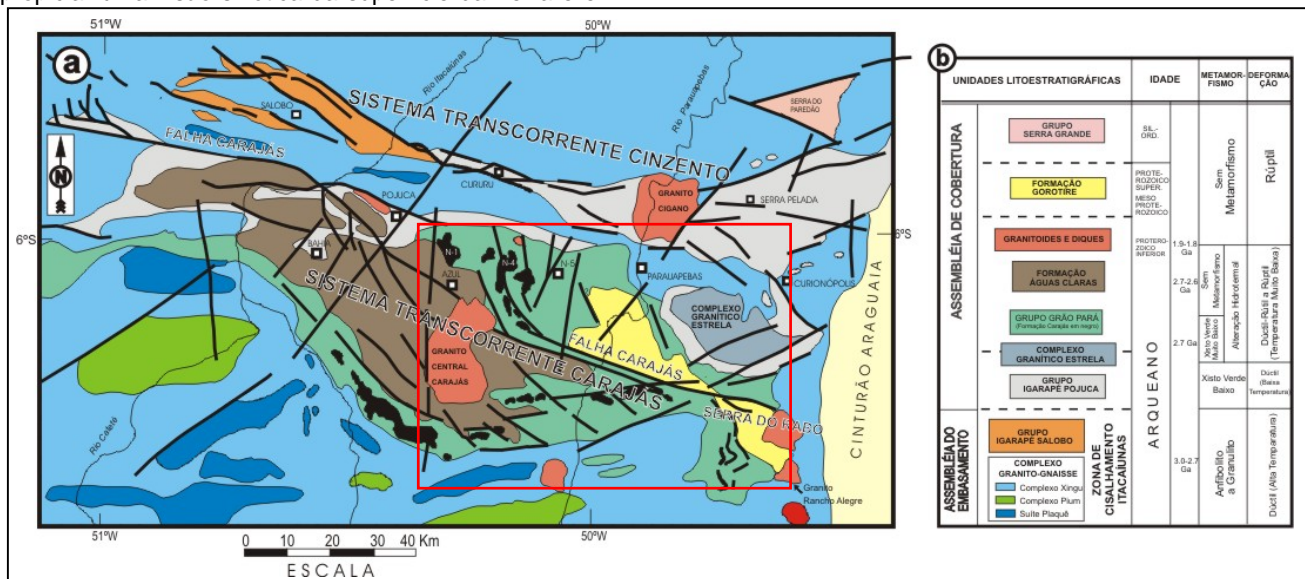 51°W
50°W
a
N
SALOBO
SISTEMA TRANSCORRENTE CINZENTO
FALHA CARAJÁS
Rio Itacaiúnas
Rio Parauapebas
SERRA DO
PAREDÃO
POJUCA
CURURU
GRANITO
CIGANO
SERRA PELADA
6°S
6°S
BAHIA
N-1
N-4
N-5
AZUL
PARAUAPEBAS
CURIONÓPOLIS
SISTEMA TRANSCORRENTE CARAJÁS
COMPLEXO
GRANÍTICO
ESTRELA
FALHA CARAJÁS
GRANITO
CENTRAL
CARAJÁS
SERRA DO RABO
CINTURÃO ARAGUAIA
Rio Cateté
Granito
Rancho Alegre
51°W
50°W
0 10 20 30 40 Km
ESCALA
b
UNIDADES LITOESTRATIGRÁFICAS
IDADE
METAMOR-
FISMO
DEFORMA-
ÇÃO
ASSEMBLÉIA DE COBERTURA
GRUPO
SERRA GRANDE
SIL.-
ORD.
FORMAÇÃO
GOROTIRE
PROTE-
ROZOICO
SUPER.
MESO
PROTE-
ROZOICO
Sem
Metamorfismo
Rúptil
GRANITOIDES E DIQUES
PROTERO-
ZOICO
INFERIOR
1.9-1.8
Ga
FORMAÇÃO
ÁGUAS CLARAS
2.7-2.6
Ga
Sem
Metamorfismo
Alteração Hidrotermal
Dúctil-Rútil a Rúptil
(Temperatura Muito Baixa)
GRUPO GRÃO PARÁ
(Formação Carajás em negro)
2.7 Ga
Xisto Verde
Muito Baixo
COMPLEXO
GRANÍTICO ESTRELA
GRUPO
IGARAPÉ POJUCA
Xisto Verde
Baixo
Dúctil
(Baixa
Temperatura)
ARQUEANO
ASSEMBLÉIA DO
EMBASAMENTO
GRUPO
IGARAPÉ SALOBO
COMPLEXO
GRANITO-GNAISSE
Complexo Xingu
Complexo Pium
Suíte Plaquê
ZONA DE
CISALHAMENTO
ITACAIÚNAS
3.0-2.7
Ga
Anfibolito
a Granulito
Dúctil (Alta Temparatura)